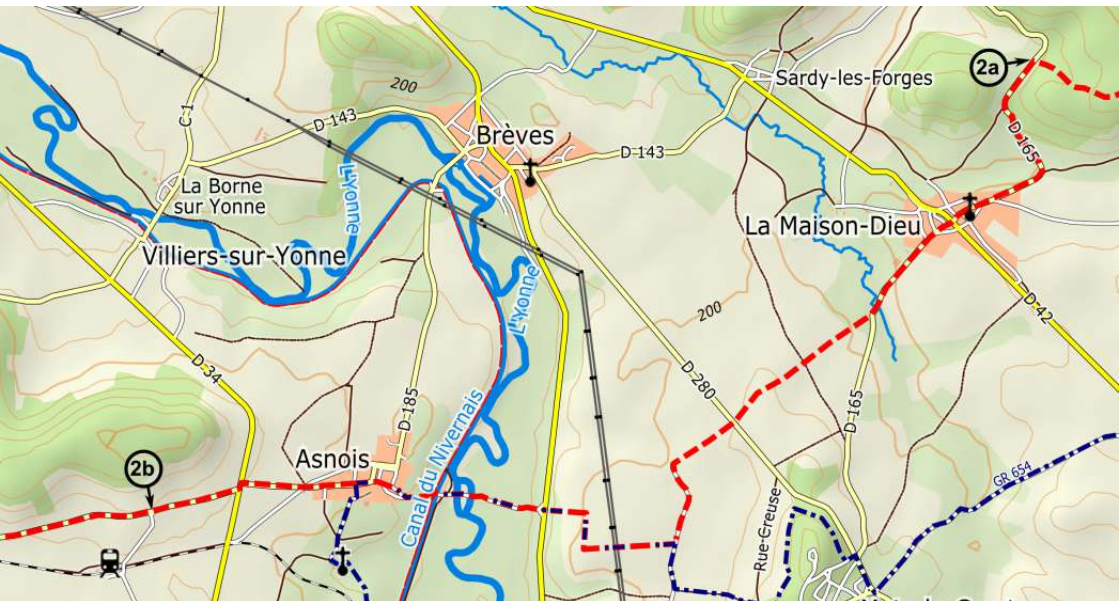 2a
Sardy-les-Forges
200
C 1
D 143
Brèves
D 143
D 165
L'Yonne
La Borne
sur Yonne
La Maison-Dieu
Villiers-sur-Yonne
L'Yonne
200
D 42
D 34
D 280
D 185
D 165
Canal du Nivernais
Asnois
2b
GR 654
Rue Creuse